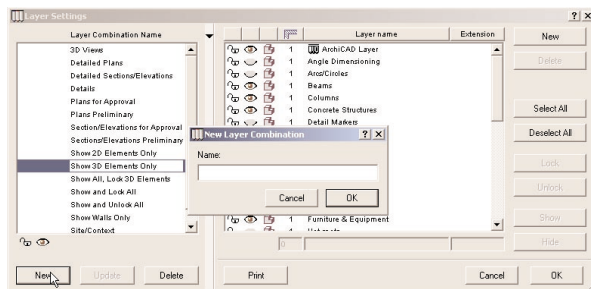 Layer Settings
? x
Layer Combination Name
3D Views
Detailed Plans
Detailed Sections/Elevations
Details
Plans for Approval
Plans Preliminary
Section/Elevations for Approval
Sections/Elevations Preliminary
Show 2D Elements Only
Show 3D Elements Only
Show All, Lock 3D Elements
Show and Lock All
Show and Unlock All
Show Walls Only
Site/Context
New
Update
Delete
Layer name
Extension
1 ArchiCAD Layer
1 Angle Dimensioning
1 Arcs/Circles
1 Beams
1 Columns
1 Concrete Structures
1 Detail Markers
New Layer Combination
? x
Name:
Cancel
OK
1 Furniture & Equipment
0
Print
Cancel
OK
New
Delete
Select All
Deselect All
Lock
Unlock
Show
Hide